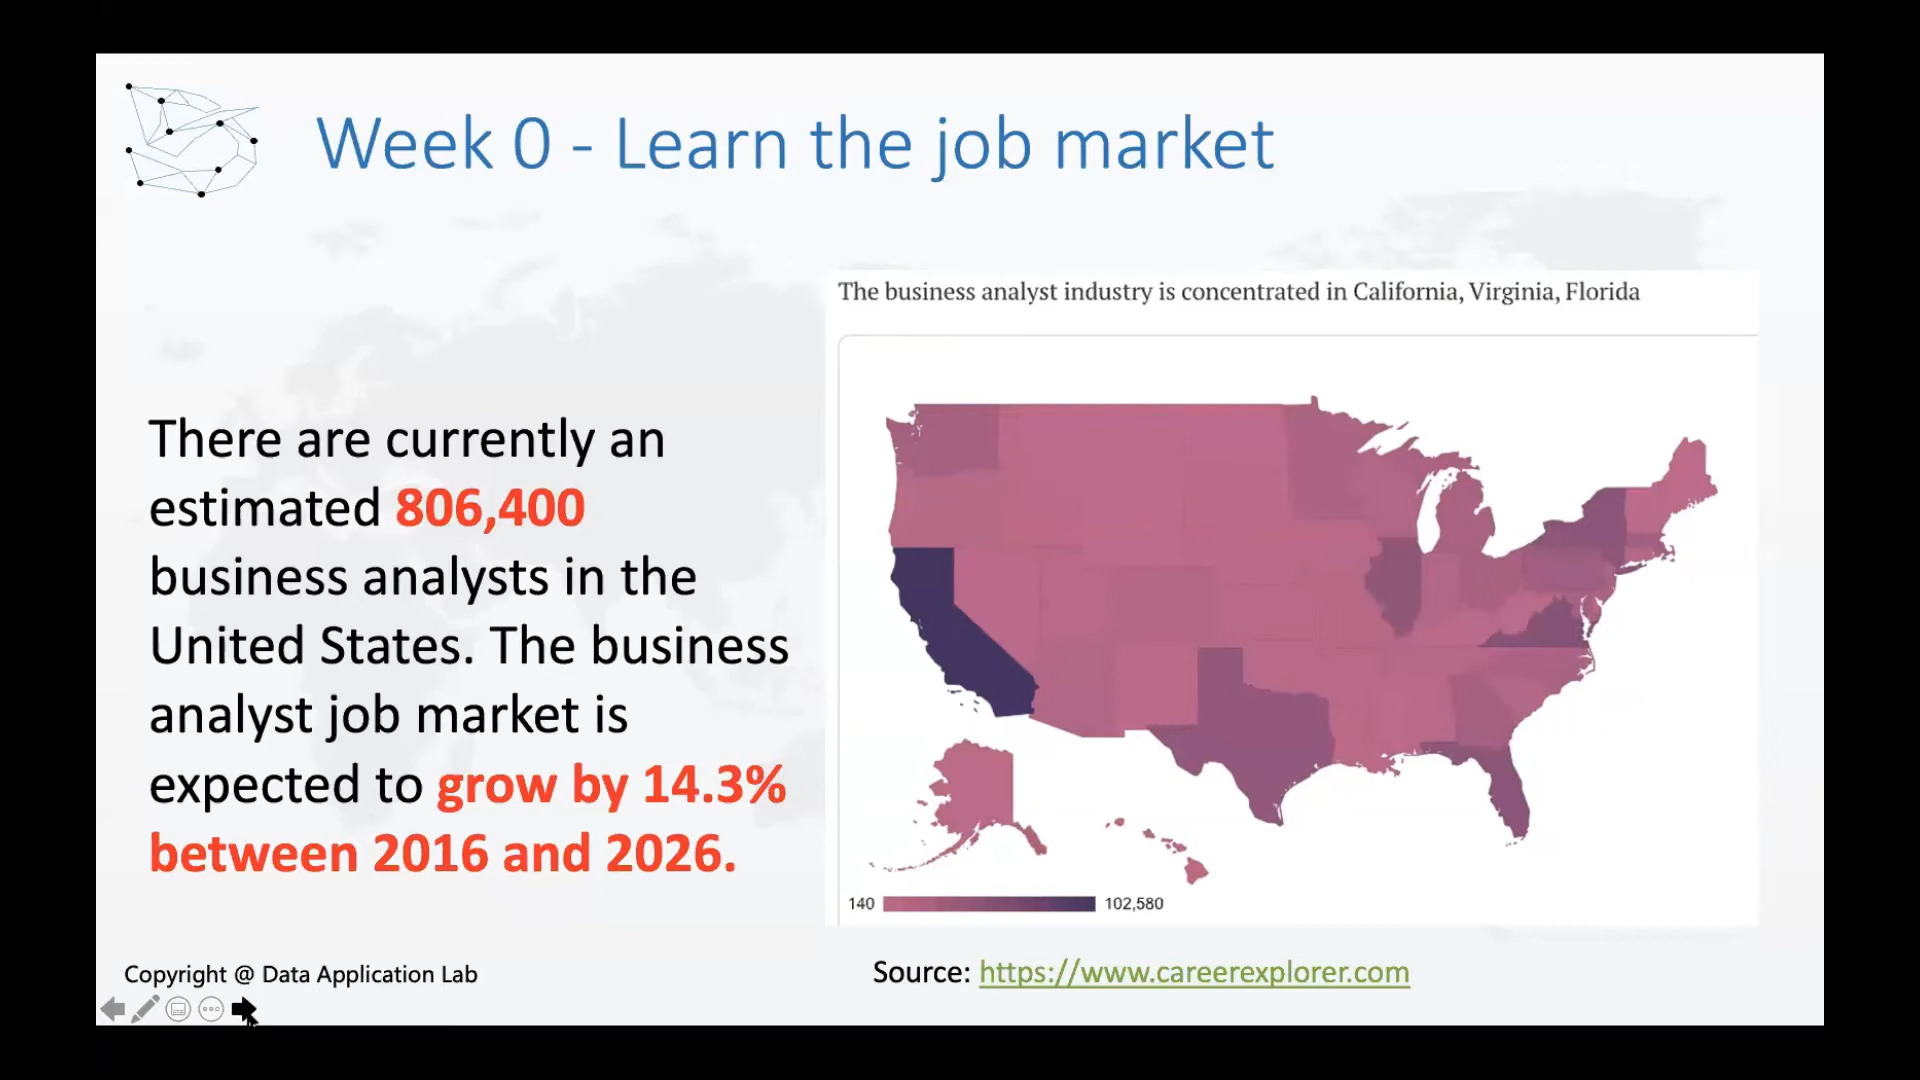 Week 0 - Learn the job market
The business analyst industry is concentrated in California, Virginia, Florida
There are currently an
estimated 806,400
business analysts in the
United States. The business
analyst job market is
expected to grow by 14.3%
between 2016 and 2026.
140
102,580
Copyright @ Data Application Lab
Source: https://www.careerexplorer.com